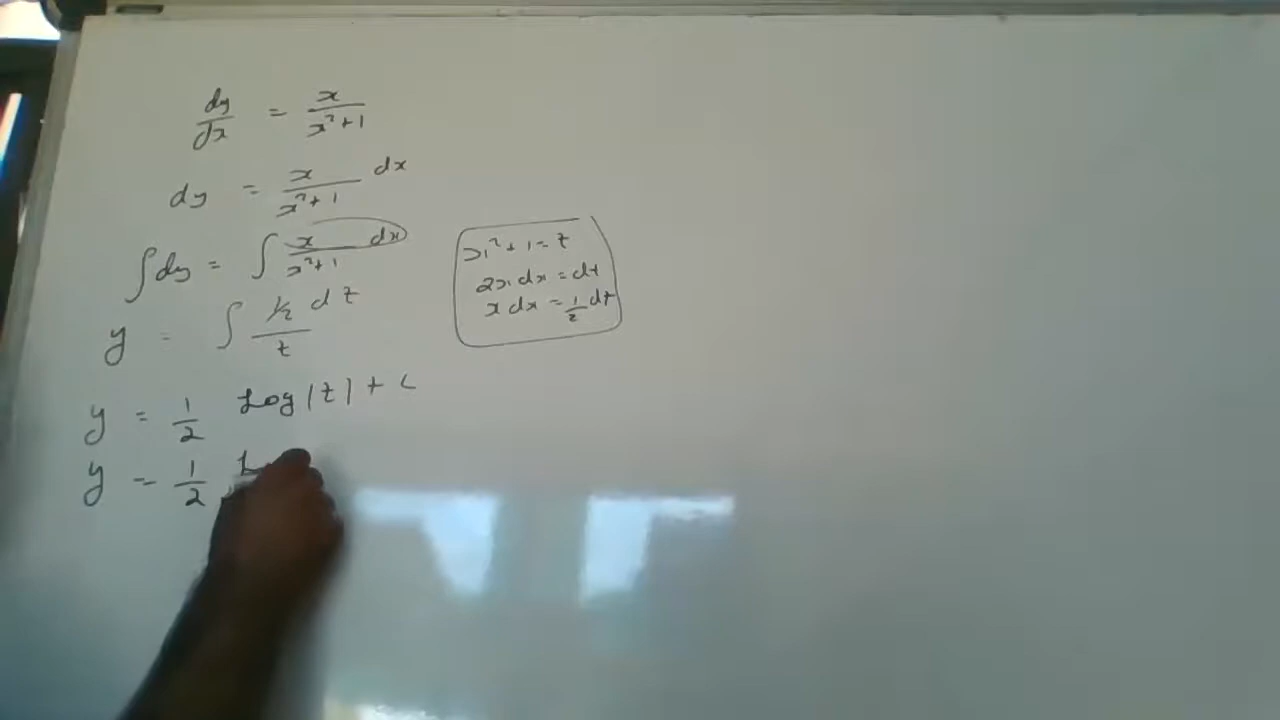 dy/dx = x/(x²+1)
dy = x/(x²+1) dx
∫dy = ∫ x/(x²+1) dx
x²+1 = t
2x dx = dt
x dx = 1/2 dt
y = ∫ (1/2 dt)/t
y = 1/2 Log|t| + c
y = 1/2